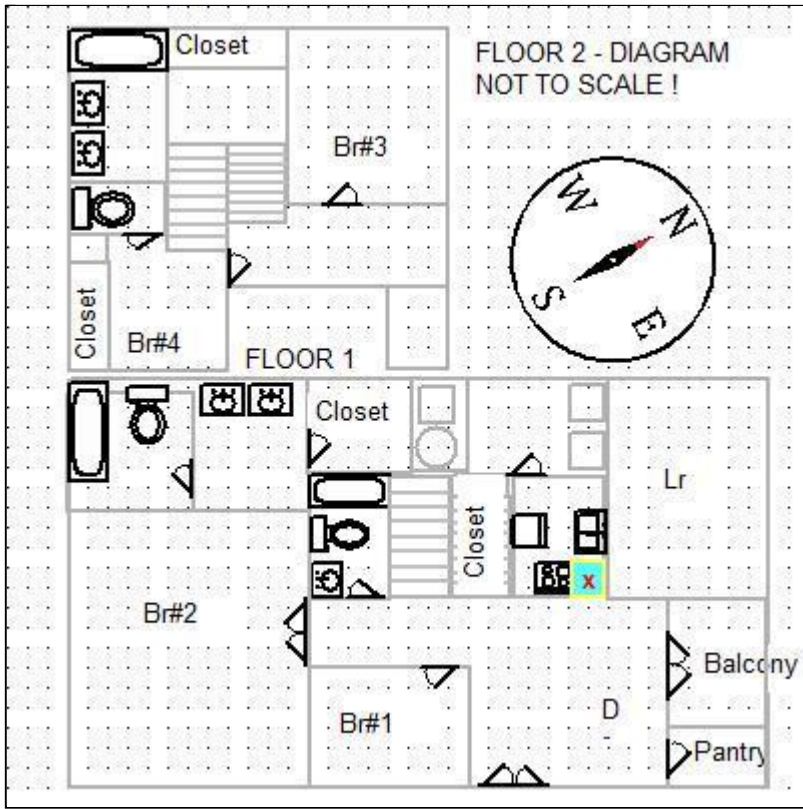 Closet
FLOOR 2 - DIAGRAM
NOT TO SCALE !
Br#3
W
N
S
E
Closet
Br#4
FLOOR 1
Closet
Lr
Closet
x
Br#2
Balcony
Br#1
D
Pantry